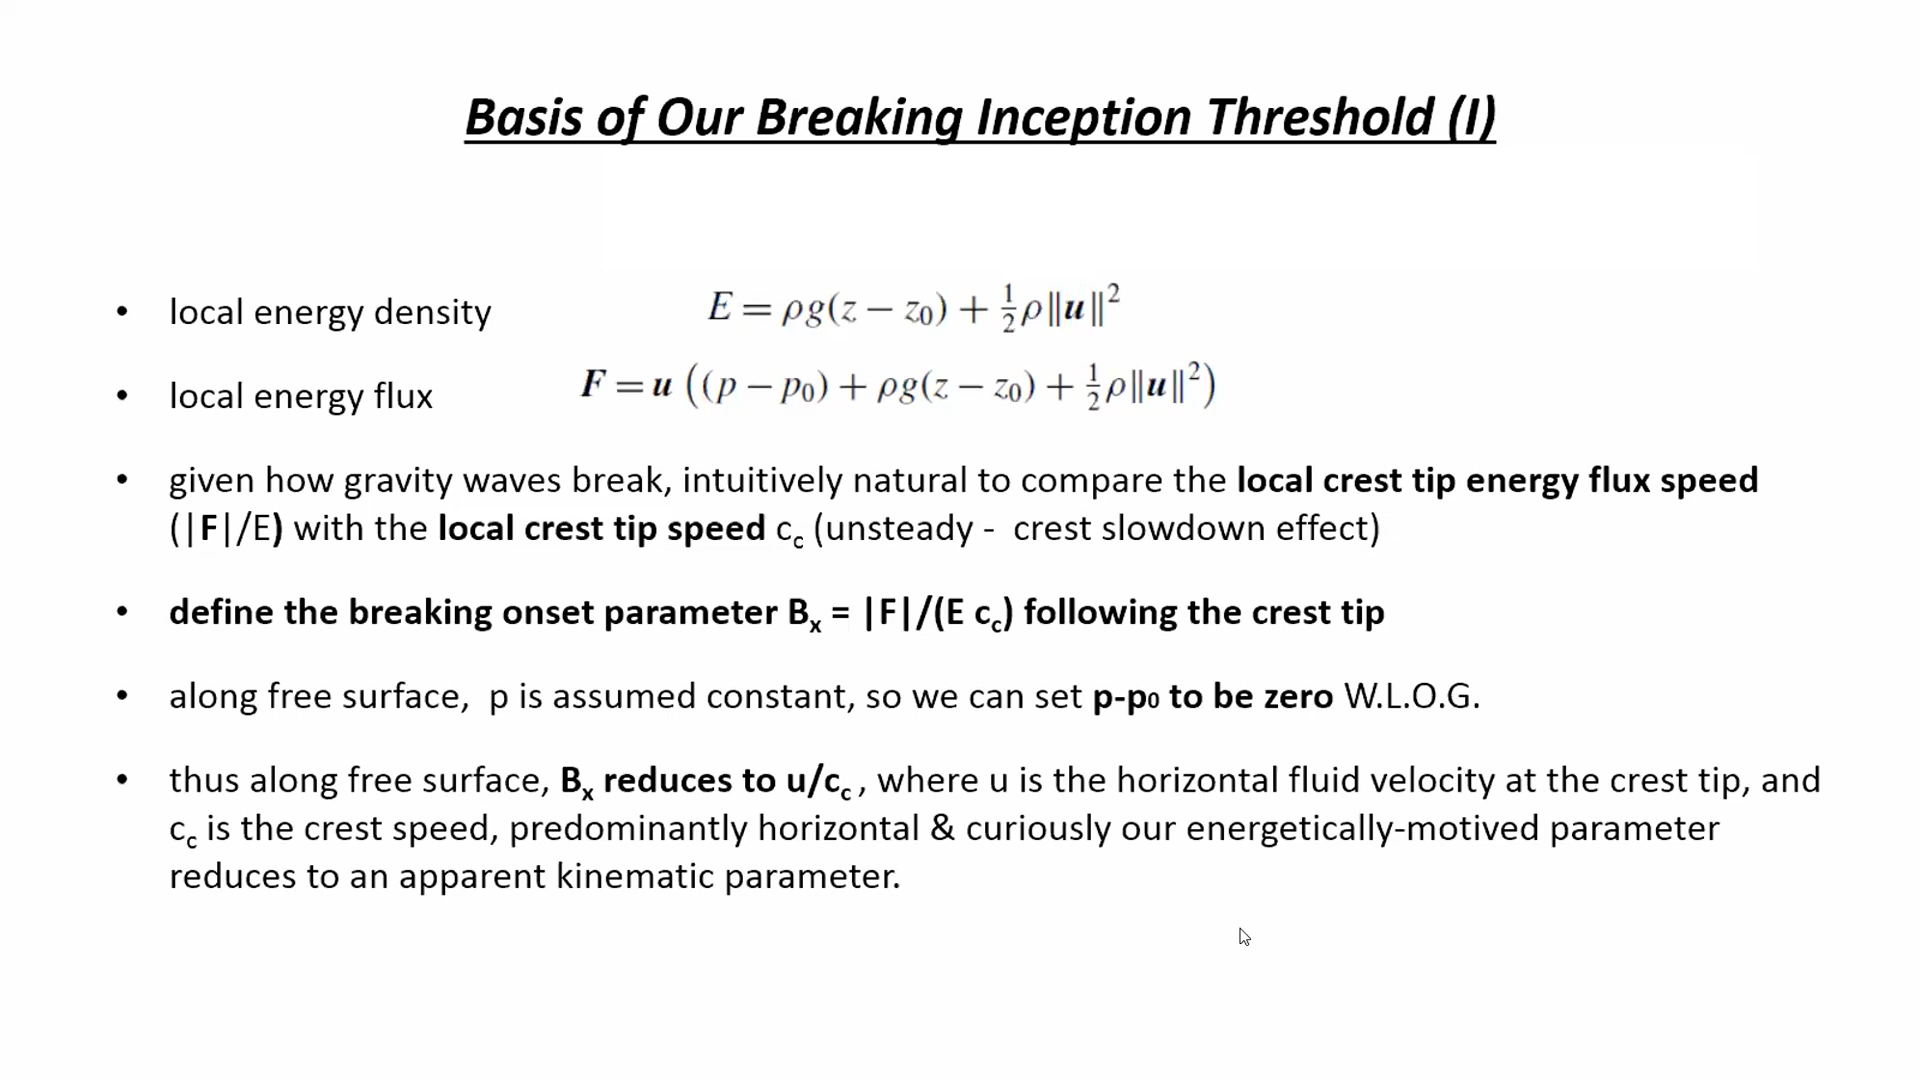 Basis of Our Breaking Inception Threshold (I)
• local energy density E = ρg(z − z₀) + ½ρ‖u‖²
• local energy flux F = u ((p − p₀) + ρg(z − z₀) + ½ρ‖u‖²)
• given how gravity waves break, intuitively natural to compare the local crest tip energy flux speed
(|F|/E) with the local crest tip speed c_c (unsteady - crest slowdown effect)
• define the breaking onset parameter Bₓ = |F|/(E c_c) following the crest tip
• along free surface, p is assumed constant, so we can set p-p₀ to be zero W.L.O.G.
• thus along free surface, Bₓ reduces to u/c_c , where u is the horizontal fluid velocity at the crest tip, and
c_c is the crest speed, predominantly horizontal & curiously our energetically-motived parameter
reduces to an apparent kinematic parameter.